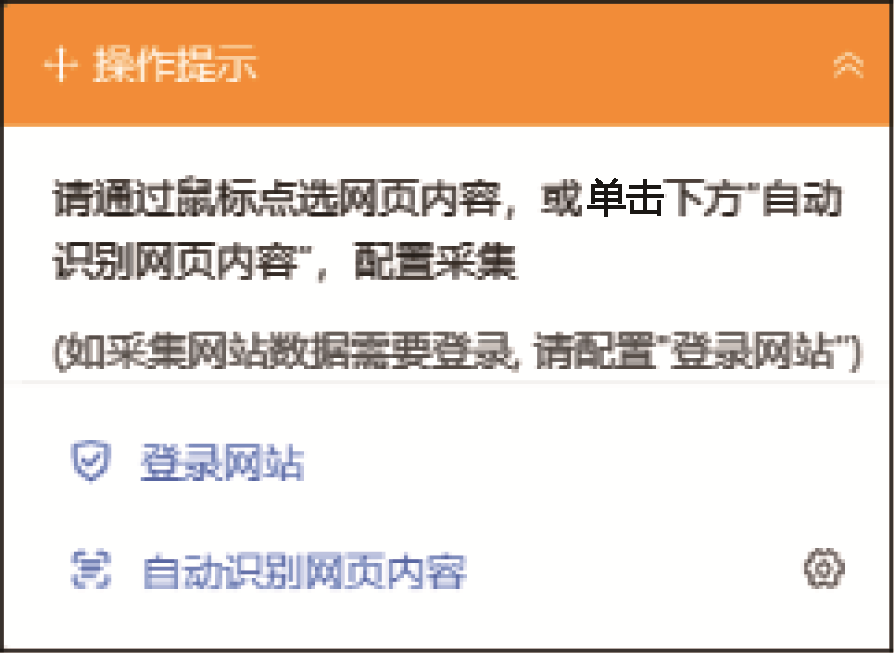 操作提示
请通过鼠标点选网页内容，或单击下方"自动
识别网页内容"，配置采集
(如采集网站数据需要登录, 请配置"登录网站")
登录网站
自动识别网页内容